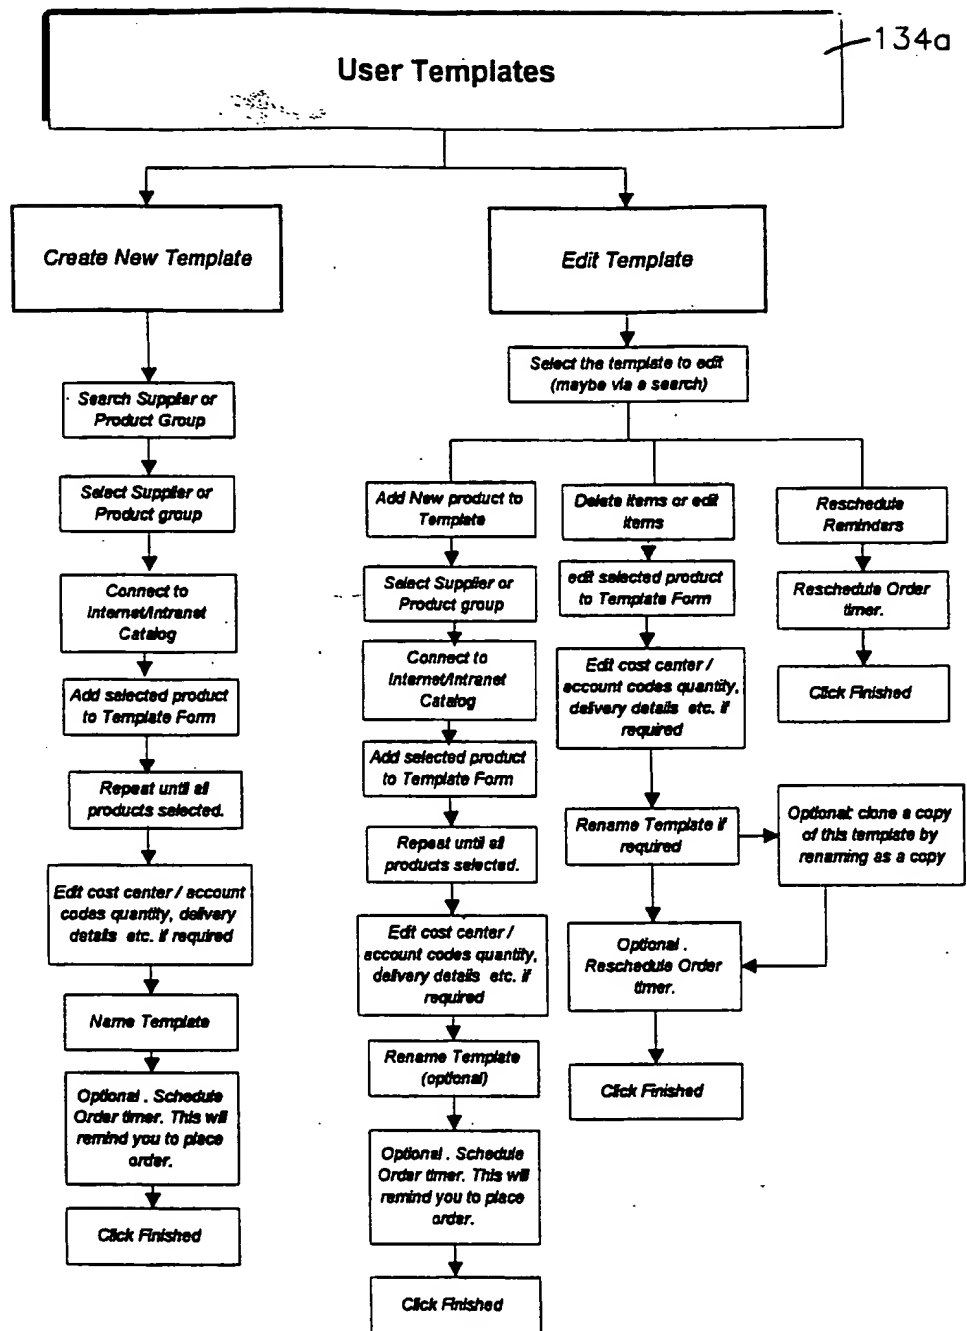 134a
User Templates
Create New Template
Edit Template
Select the template to edit
(maybe via a search)
Search Supplier or
Product Group
Select Supplier or
Product group
Connect to
Internet/Intranet
Catalog
Add selected product
to Template Form
Repeat until all
products selected.
Edit cost center / account
codes quantity, delivery
details etc. if required
Name Template
Optional . Schedule
Order timer. This will
remind you to place
order.
Click Finished
Add New product to
Template
Select Supplier or
Product group
Connect to
Internet/Intranet
Catalog
Add selected product
to Template Form
Repeat until all
products selected.
Edit cost center /
account codes quantity,
delivery details etc. if
required
Rename Template
(optional)
Optional . Schedule
Order timer. This will
remind you to place
order.
Click Finished
Delete items or edit
items
edit selected product
to Template Form
Edit cost center /
account codes quantity,
delivery details etc. if
required
Rename Template if
required
Optional: clone a copy
of this template by
renaming as a copy
Optional .
Reschedule Order
timer.
Click Finished
Reschedule
Reminders
Reschedule Order
timer.
Click Finished